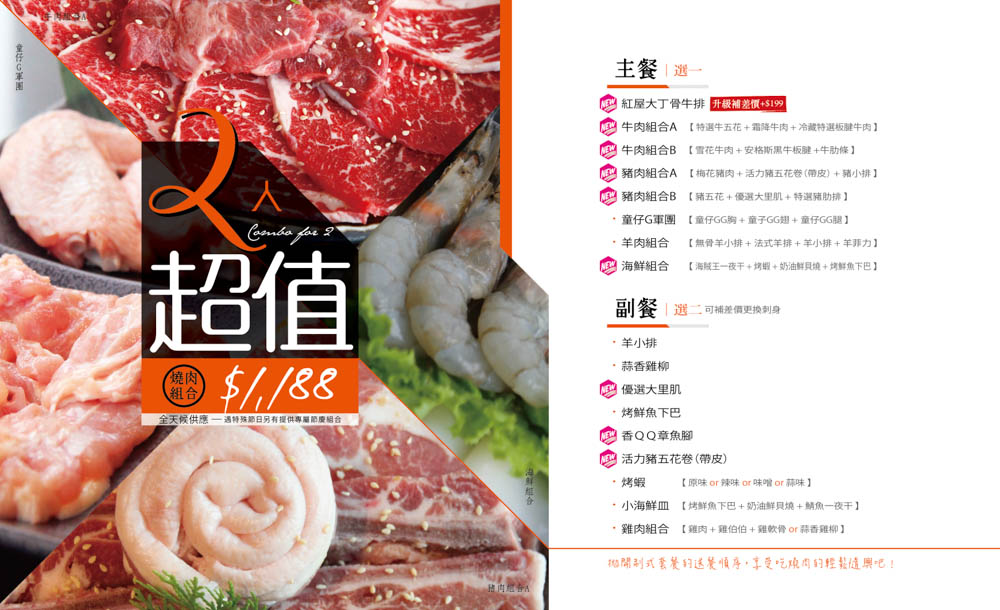 牛肉組合A
童仔G軍團
2人
Combo for 2
超值
燒肉組合
$1,188
全天候供應 — 遇特殊節日另有提供專屬節慶組合
海鮮組合
豬肉組合A
主餐 | 選一
NEW 紅屋大丁骨牛排 升級補差價+$199
NEW 牛肉組合A 【特選牛五花 + 霜降牛肉 + 冷藏特選板腱牛肉】
NEW 牛肉組合B 【雪花牛肉 + 安格斯黑牛板腱 +牛肋條】
NEW 豬肉組合A 【梅花豬肉 + 活力豬五花卷(帶皮) + 豬小排】
NEW 豬肉組合B 【豬五花 + 優選大里肌 + 特選豬肋排】
・童仔G軍團 【童仔GG胸 + 童子GG翅 + 童仔GG腿】
・羊肉組合 【無骨羊小排 + 法式羊排 + 羊小排 + 羊菲力】
NEW 海鮮組合 【海賊王一夜干 + 烤蝦 + 奶油鮮貝燒 + 烤鮮魚下巴】
副餐 | 選二 可補差價更換刺身
・羊小排
・蒜香雞柳
NEW 優選大里肌
・烤鮮魚下巴
NEW 香QQ章魚腳
NEW 活力豬五花卷(帶皮)
・烤蝦 【原味 or 辣味 or 味噌 or 蒜味】
・小海鮮皿 【烤鮮魚下巴 + 奶油鮮貝燒 + 鯖魚一夜干】
・雞肉組合 【雞肉 + 雞伯伯 + 雞軟骨 or 蒜香雞柳】
拋開制式套餐的送餐順序，享受吃燒肉的輕鬆隨興吧！